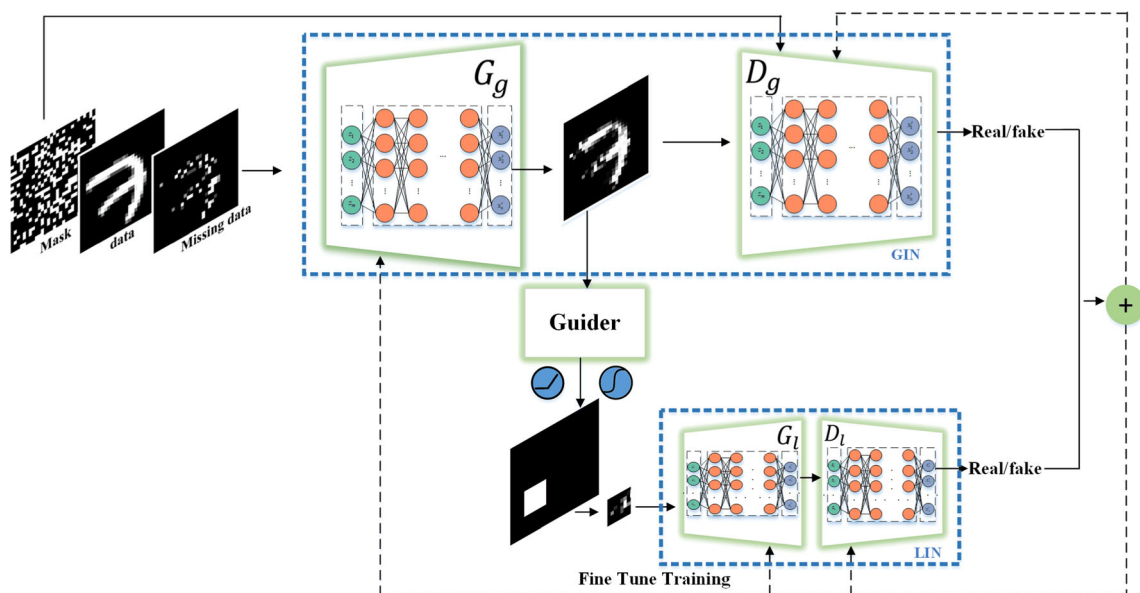 G_g
D_g
Real/fake
Mask
data
Missing data
GIN
Guider
+
G_l
D_l
Real/fake
LIN
Fine Tune Training